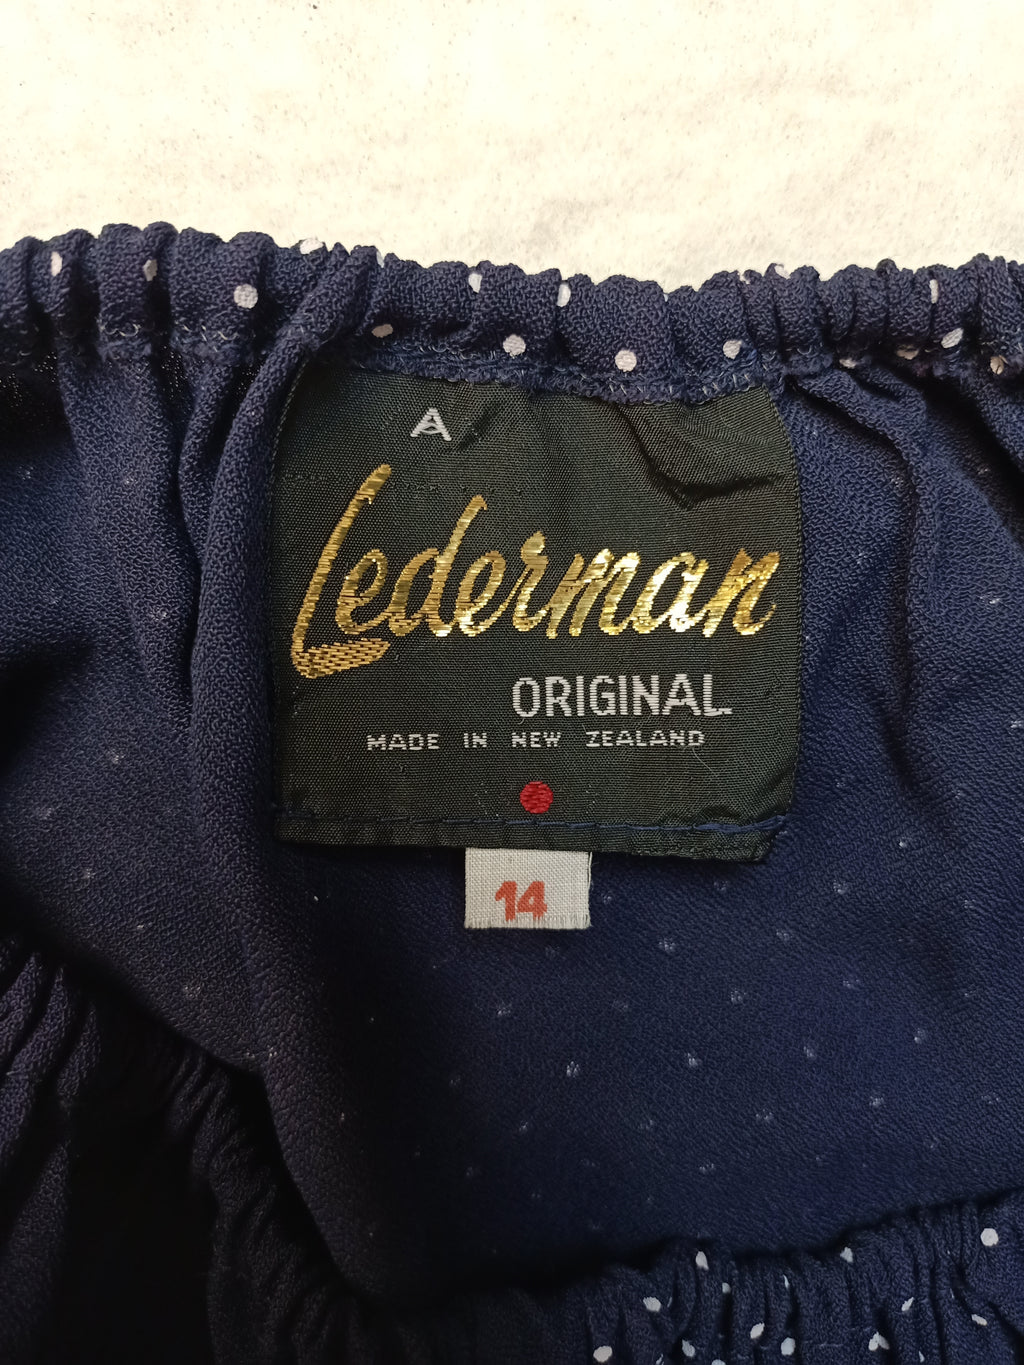 A
Lederman
ORIGINAL
MADE IN NEW ZEALAND
14